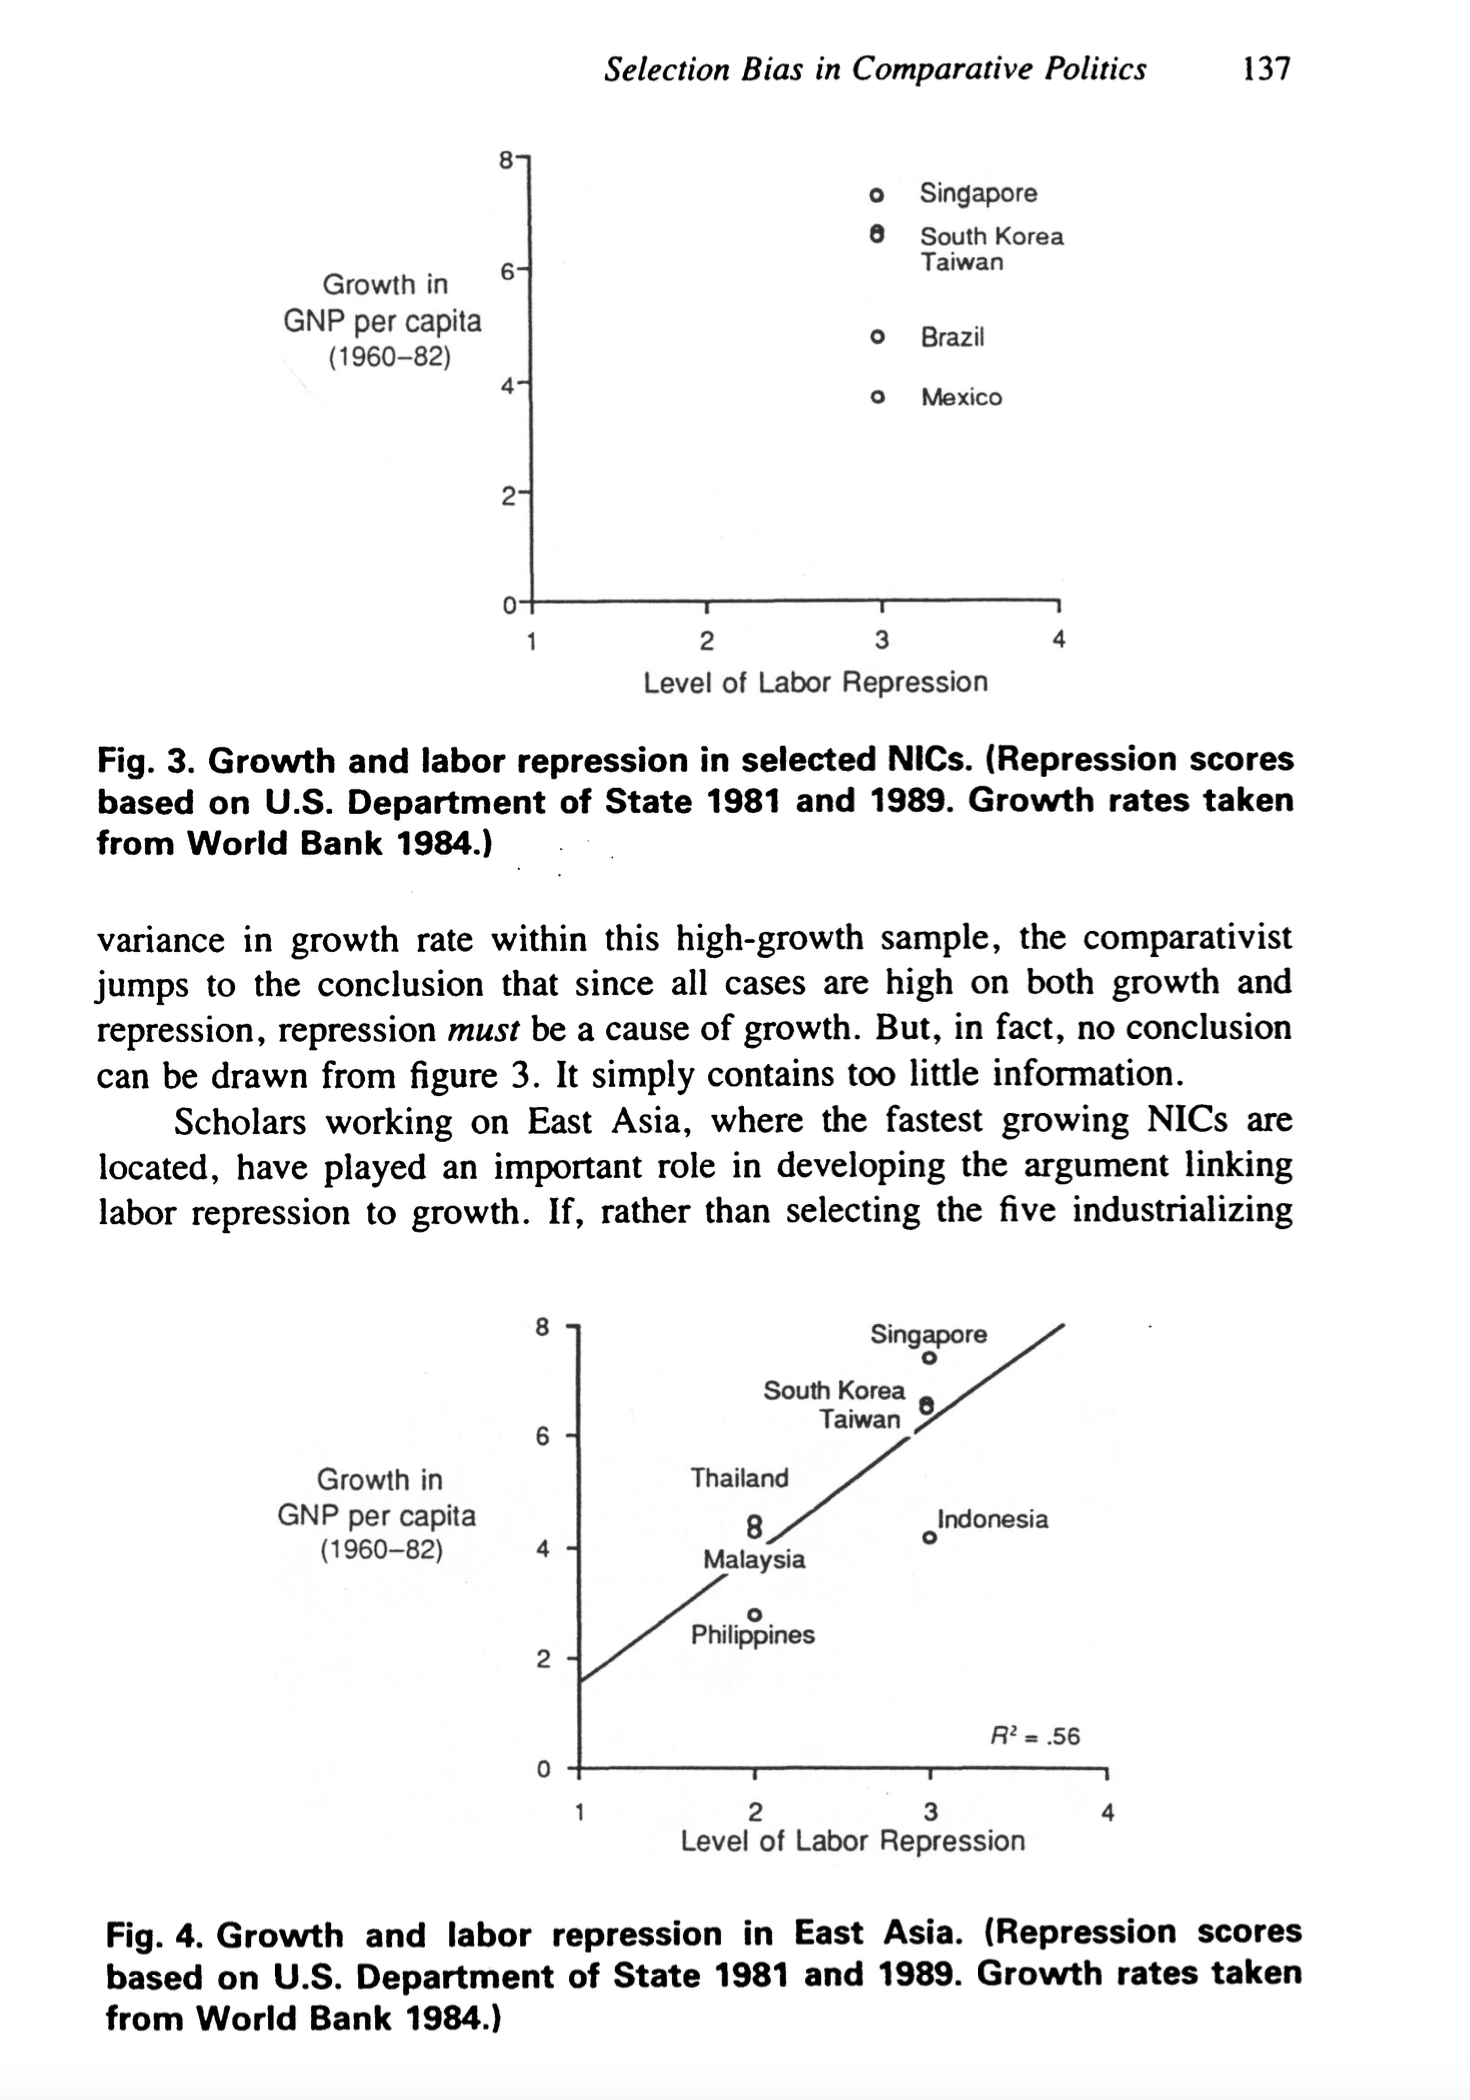 Selection Bias in Comparative Politics 137
8
Singapore
South Korea
Taiwan
6
Growth in
GNP per capita
(1960–82)
Brazil
4
Mexico
2
0
1 2 3 4
Level of Labor Repression
Fig. 3. Growth and labor repression in selected NICs. (Repression scores
based on U.S. Department of State 1981 and 1989. Growth rates taken
from World Bank 1984.)
variance in growth rate within this high-growth sample, the comparativist
jumps to the conclusion that since all cases are high on both growth and
repression, repression must be a cause of growth. But, in fact, no conclusion
can be drawn from figure 3. It simply contains too little information.
Scholars working on East Asia, where the fastest growing NICs are
located, have played an important role in developing the argument linking
labor repression to growth. If, rather than selecting the five industrializing
8
Singapore
South Korea
Taiwan
6
Thailand
Growth in
GNP per capita
(1960–82)
Indonesia
4
Malaysia
Philippines
2
R² = .56
0
1 2 3 4
Level of Labor Repression
Fig. 4. Growth and labor repression in East Asia. (Repression scores
based on U.S. Department of State 1981 and 1989. Growth rates taken
from World Bank 1984.)